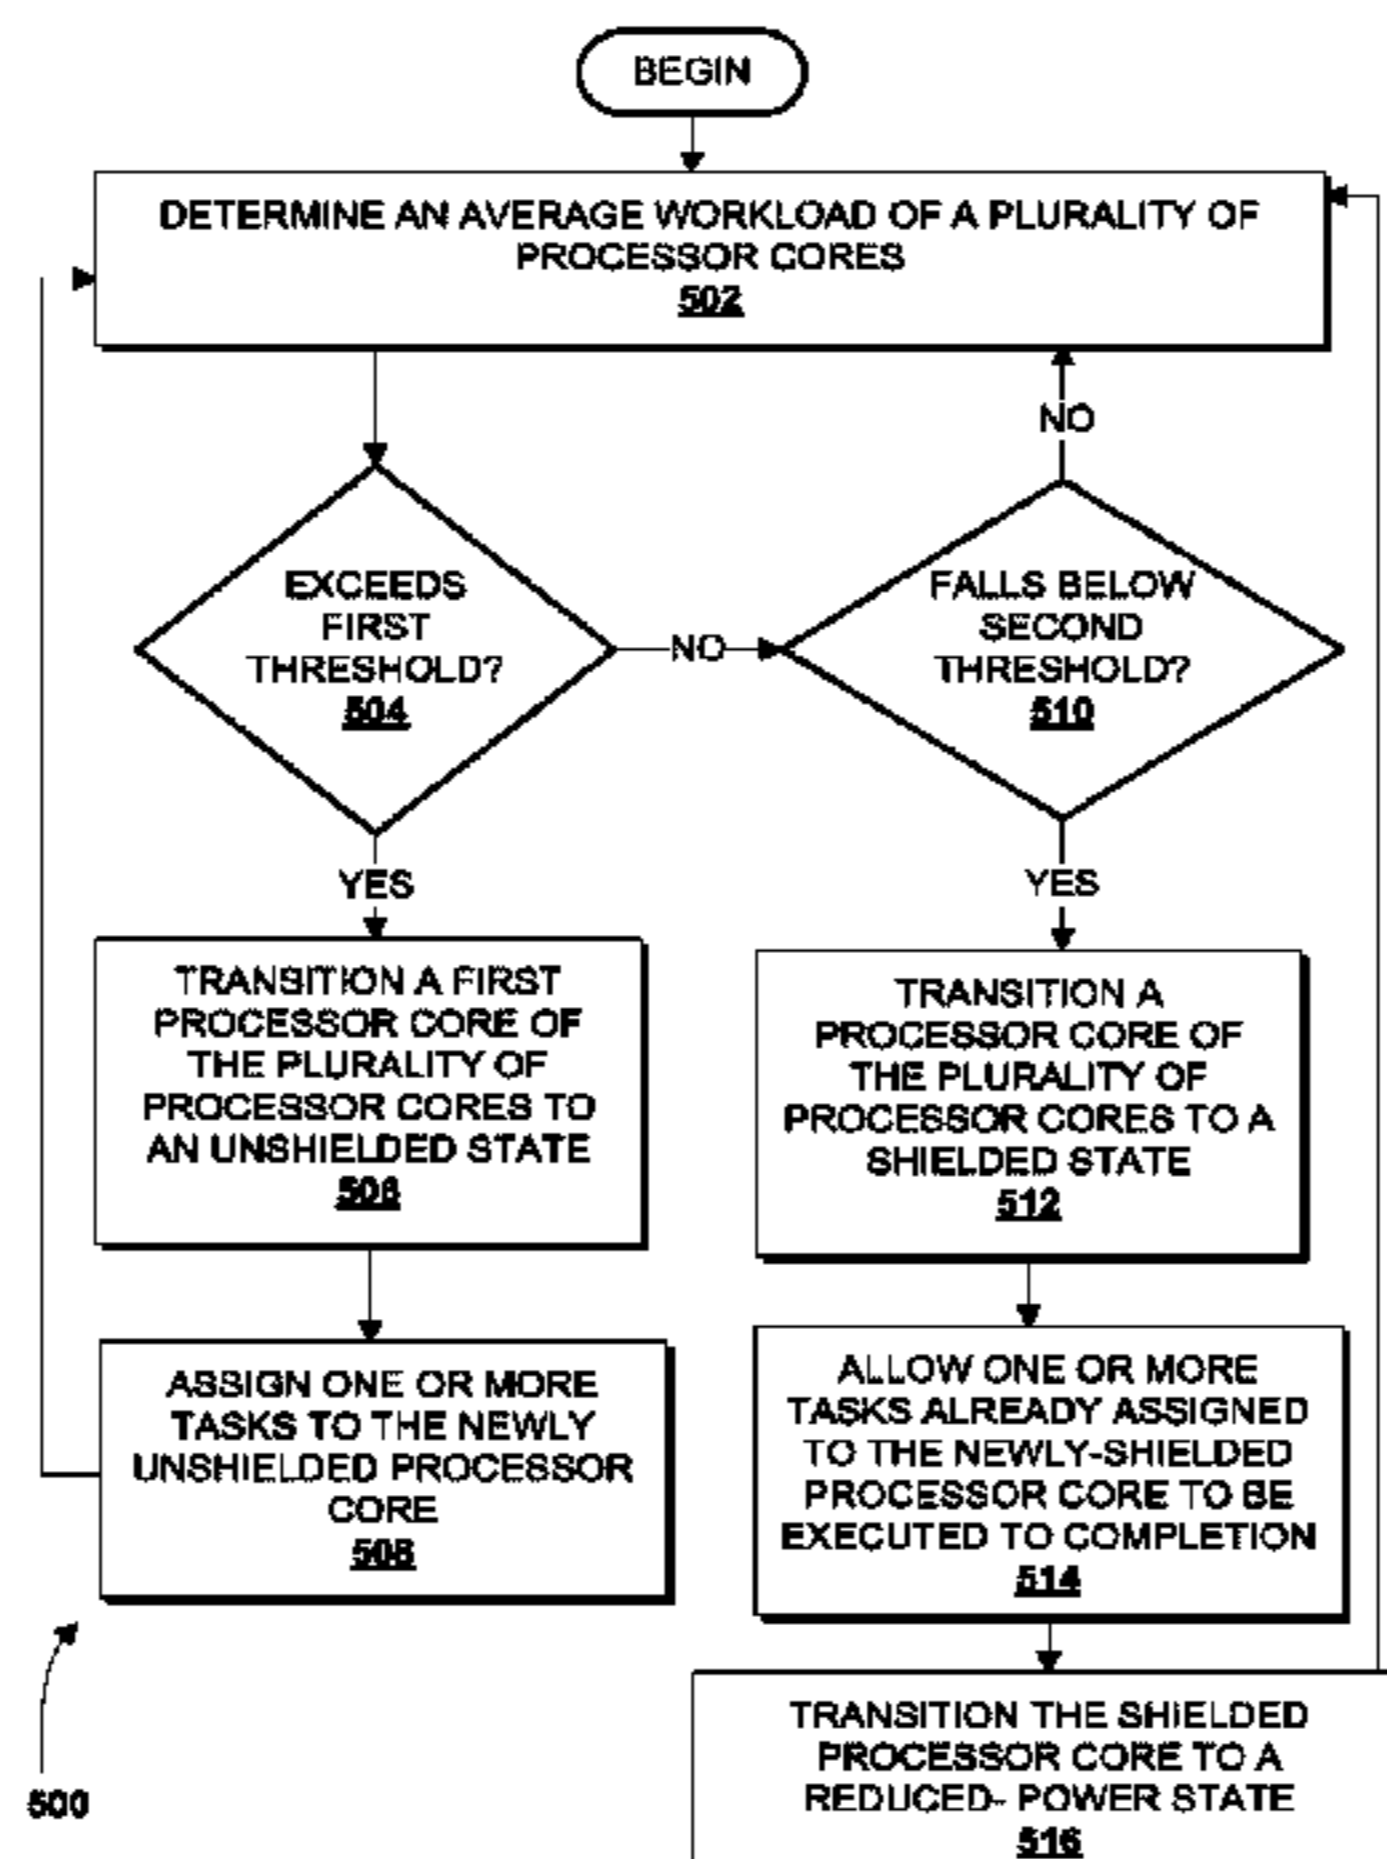 BEGIN
DETERMINE AN AVERAGE WORKLOAD OF A PLURALITY OF
PROCESSOR CORES
502
NO
EXCEEDS
FIRST
THRESHOLD?
504
NO
FALLS BELOW
SECOND
THRESHOLD?
510
YES
YES
TRANSITION A FIRST
PROCESSOR CORE OF
THE PLURALITY OF
PROCESSOR CORES TO
AN UNSHIELDED STATE
506
TRANSITION A
PROCESSOR CORE OF
THE PLURALITY OF
PROCESSOR CORES TO A
SHIELDED STATE
512
ASSIGN ONE OR MORE
TASKS TO THE NEWLY
UNSHIELDED PROCESSOR
CORE
508
ALLOW ONE OR MORE
TASKS ALREADY ASSIGNED
TO THE NEWLY-SHIELDED
PROCESSOR CORE TO BE
EXECUTED TO COMPLETION
514
TRANSITION THE SHIELDED
PROCESSOR CORE TO A
REDUCED- POWER STATE
516
500